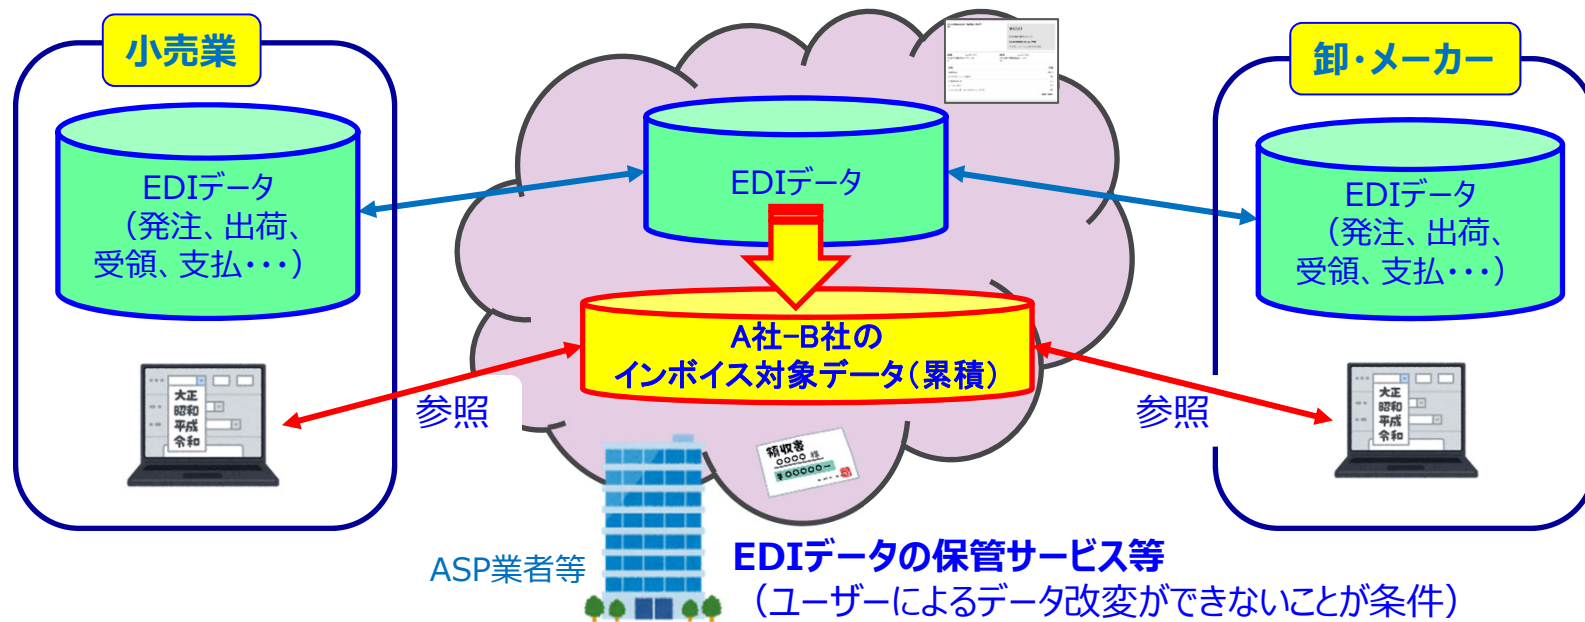 小売業
EDIデータ
（発注、出荷、
受領、支払・・・）
大正
昭和
平成
令和
参照
EDIデータ
A社-B社の
インボイス対象データ（累積）
領収書
○○○○ 様
¥○○○○○ー
卸・メーカー
EDIデータ
（発注、出荷、
受領、支払・・・）
参照
大正
昭和
平成
令和
ASP業者等
EDIデータの保管サービス等
（ユーザーによるデータ改変ができないことが条件）